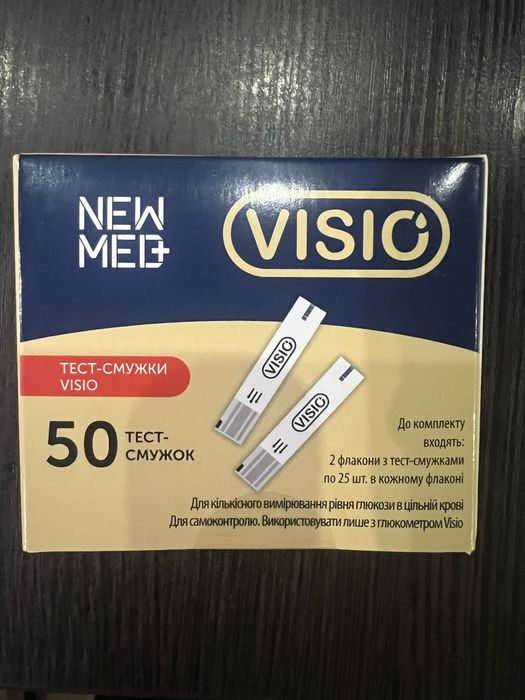 NEW
MED+
VISIO
ТЕСТ-СМУЖКИ
VISIO
VISIO
VISIO
50 ТЕСТ-
СМУЖОК
До комплекту
входять:
2 флакони з тест-смужками
по 25 шт. в кожному флаконі
Для кількісного вимірювання рівня глюкози в цільній крові
Для самоконтролю. Використовувати лише з глюкометром Visio